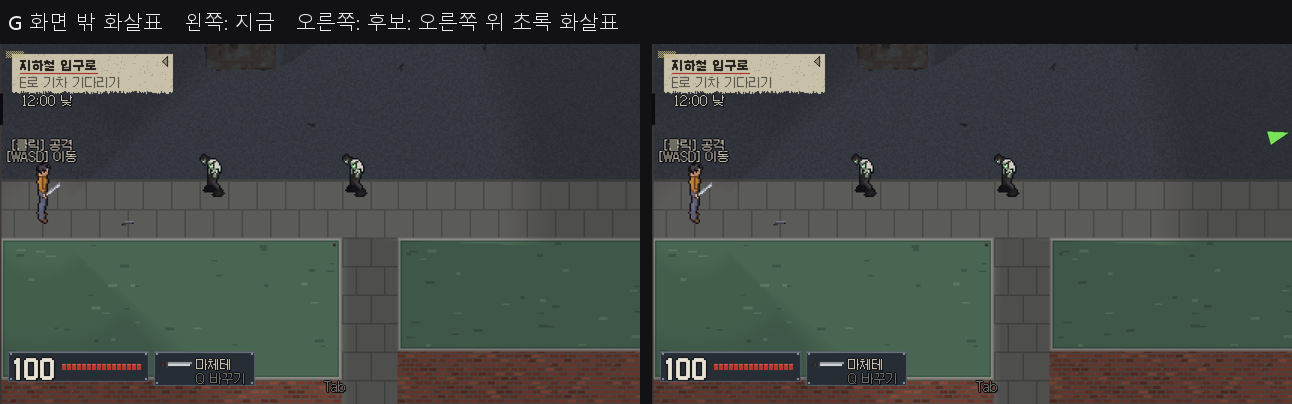 G 화면 밖 화살표 왼쪽: 지금 오른쪽: 후보: 오른쪽 위 초록 화살표
지하철 입구로
E로 기차 기다리기
12:00 낮
[클릭] 공격
[WASD] 이동
100
마체테
Q 바꾸기
Tab
지하철 입구로
E로 기차 기다리기
12:00 낮
[클릭] 공격
[WASD] 이동
100
마체테
Q 바꾸기
Tab